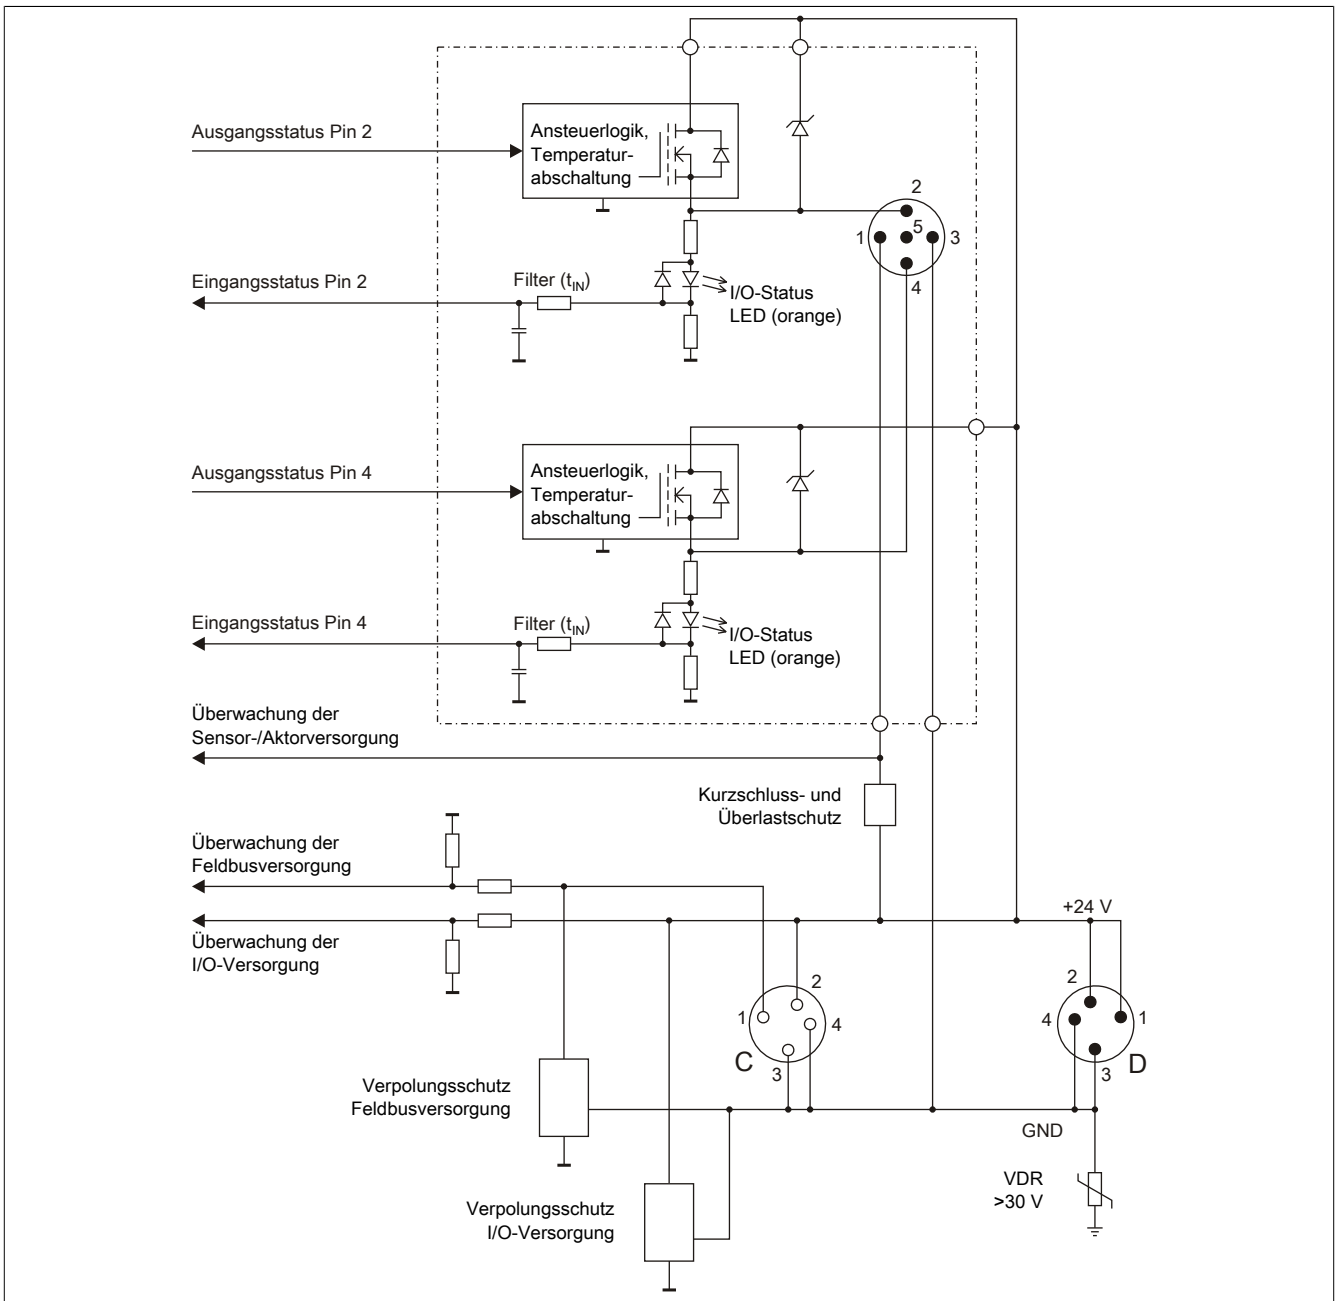 Ausgangsstatus Pin 2
Ansteuerlogik,
Temperatur-
abschaltung
2
1
5
3
4
Eingangsstatus Pin 2
Filter (tIN)
I/O-Status
LED (orange)
Ausgangsstatus Pin 4
Ansteuerlogik,
Temperatur-
abschaltung
Eingangsstatus Pin 4
Filter (tIN)
I/O-Status
LED (orange)
Überwachung der
Sensor-/Aktorversorgung
Kurzschluss- und
Überlastschutz
Überwachung der
Feldbusversorgung
+24 V
Überwachung der
I/O-Versorgung
2
1
4
3
C
2
4
1
3
D
Verpolungsschutz
Feldbusversorgung
GND
VDR
>30 V
Verpolungsschutz
I/O-Versorgung